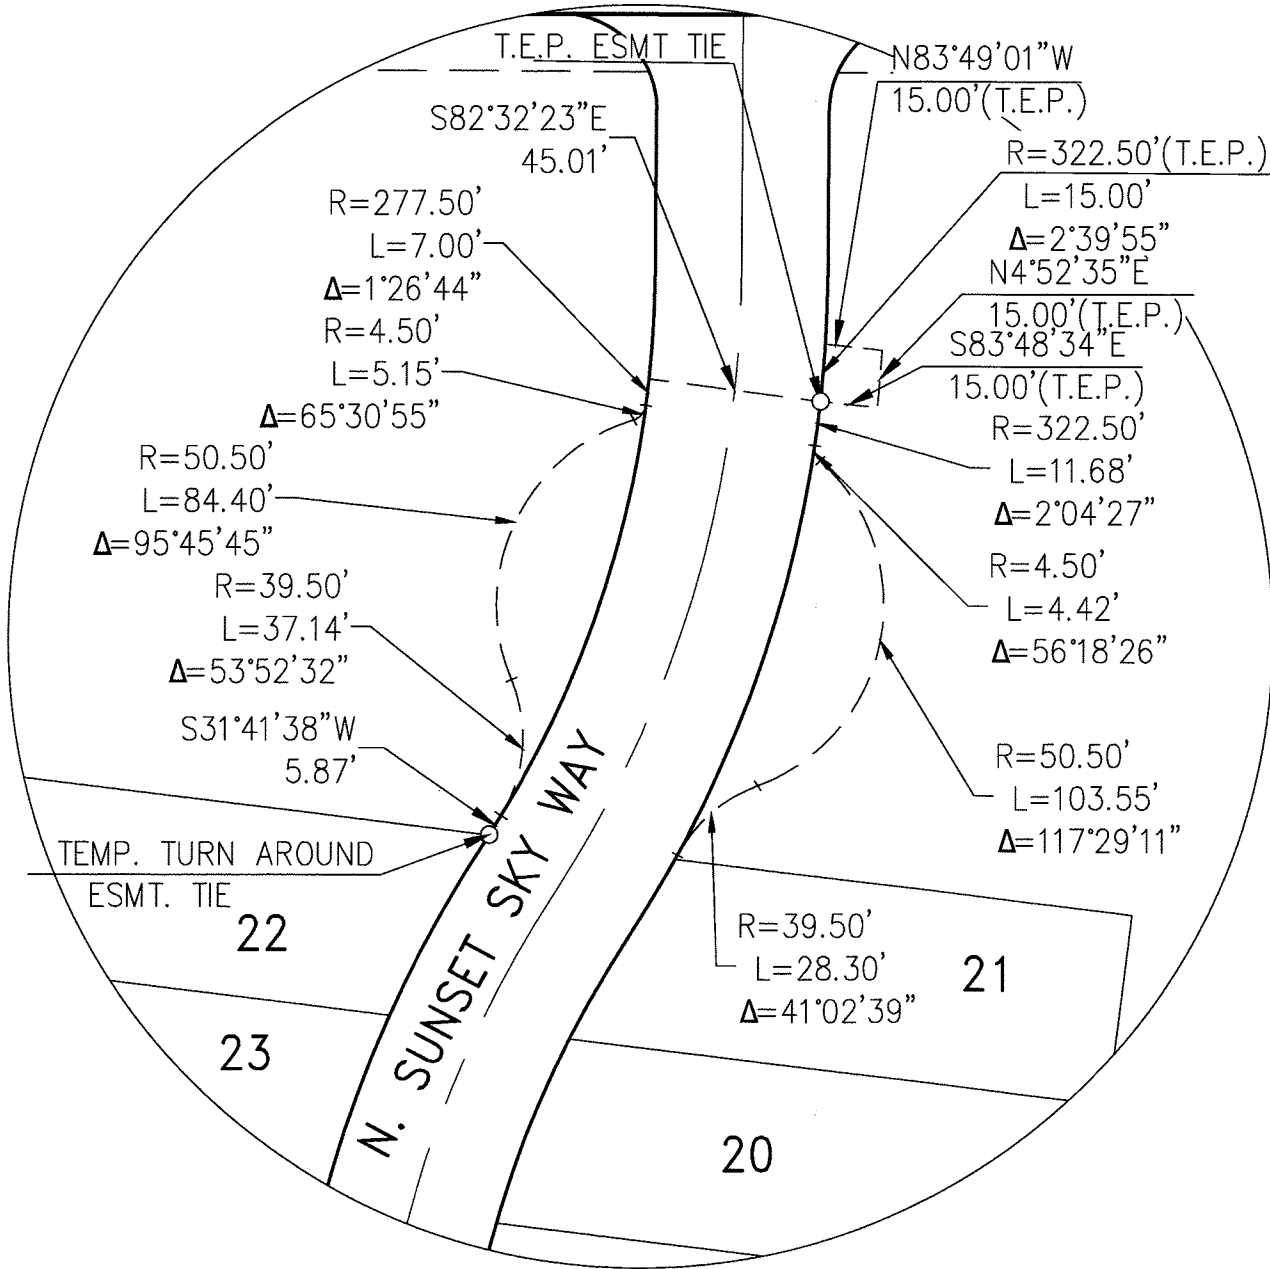 T.E.P. ESMT TIE
N83°49'01"W
15.00'(T.E.P.)
S82°32'23"E
45.01'
R=322.50'(T.E.P.)
L=15.00'
Δ=2°39'55"
R=277.50'
L=7.00'
Δ=1°26'44"
N4°52'35"E
15.00'(T.E.P.)
R=4.50'
L=5.15'
Δ=65°30'55"
S83°48'34"E
15.00'(T.E.P.)
R=322.50'
L=11.68'
Δ=2°04'27"
R=50.50'
L=84.40'
Δ=95°45'45"
R=4.50'
L=4.42'
Δ=56°18'26"
R=39.50'
L=37.14'
Δ=53°52'32"
S31°41'38"W
5.87'
R=50.50'
L=103.55'
Δ=117°29'11"
TEMP. TURN AROUND
ESMT. TIE
N. SUNSET SKY WAY
R=39.50'
L=28.30'
Δ=41°02'39"
22
21
23
20